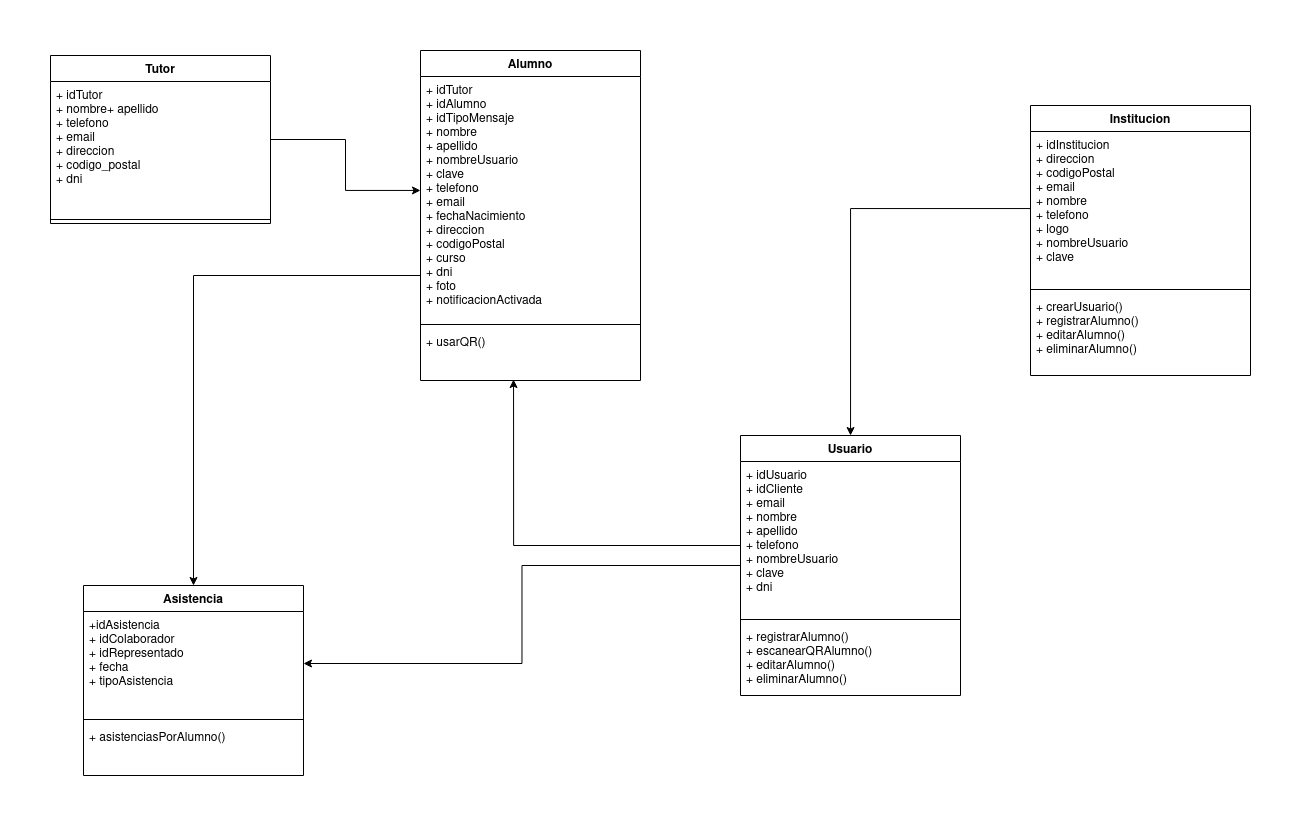 Tutor
+ idTutor
+ nombre+ apellido
+ telefono
+ email
+ direccion
+ codigo_postal
+ dni
Alumno
+ idTutor
+ idAlumno
+ idTipoMensaje
+ nombre
+ apellido
+ nombreUsuario
+ clave
+ telefono
+ email
+ fechaNacimiento
+ direccion
+ codigoPostal
+ curso
+ dni
+ foto
+ notificacionActivada
+ usarQR()
Institucion
+ idInstitucion
+ direccion
+ codigoPostal
+ email
+ nombre
+ telefono
+ logo
+ nombreUsuario
+ clave
+ crearUsuario()
+ registrarAlumno()
+ editarAlumno()
+ eliminarAlumno()
Usuario
+ idUsuario
+ idCliente
+ email
+ nombre
+ apellido
+ telefono
+ nombreUsuario
+ clave
+ dni
+ registrarAlumno()
+ escanearQRAlumno()
+ editarAlumno()
+ eliminarAlumno()
Asistencia
+idAsistencia
+ idColaborador
+ idRepresentado
+ fecha
+ tipoAsistencia
+ asistenciasPorAlumno()